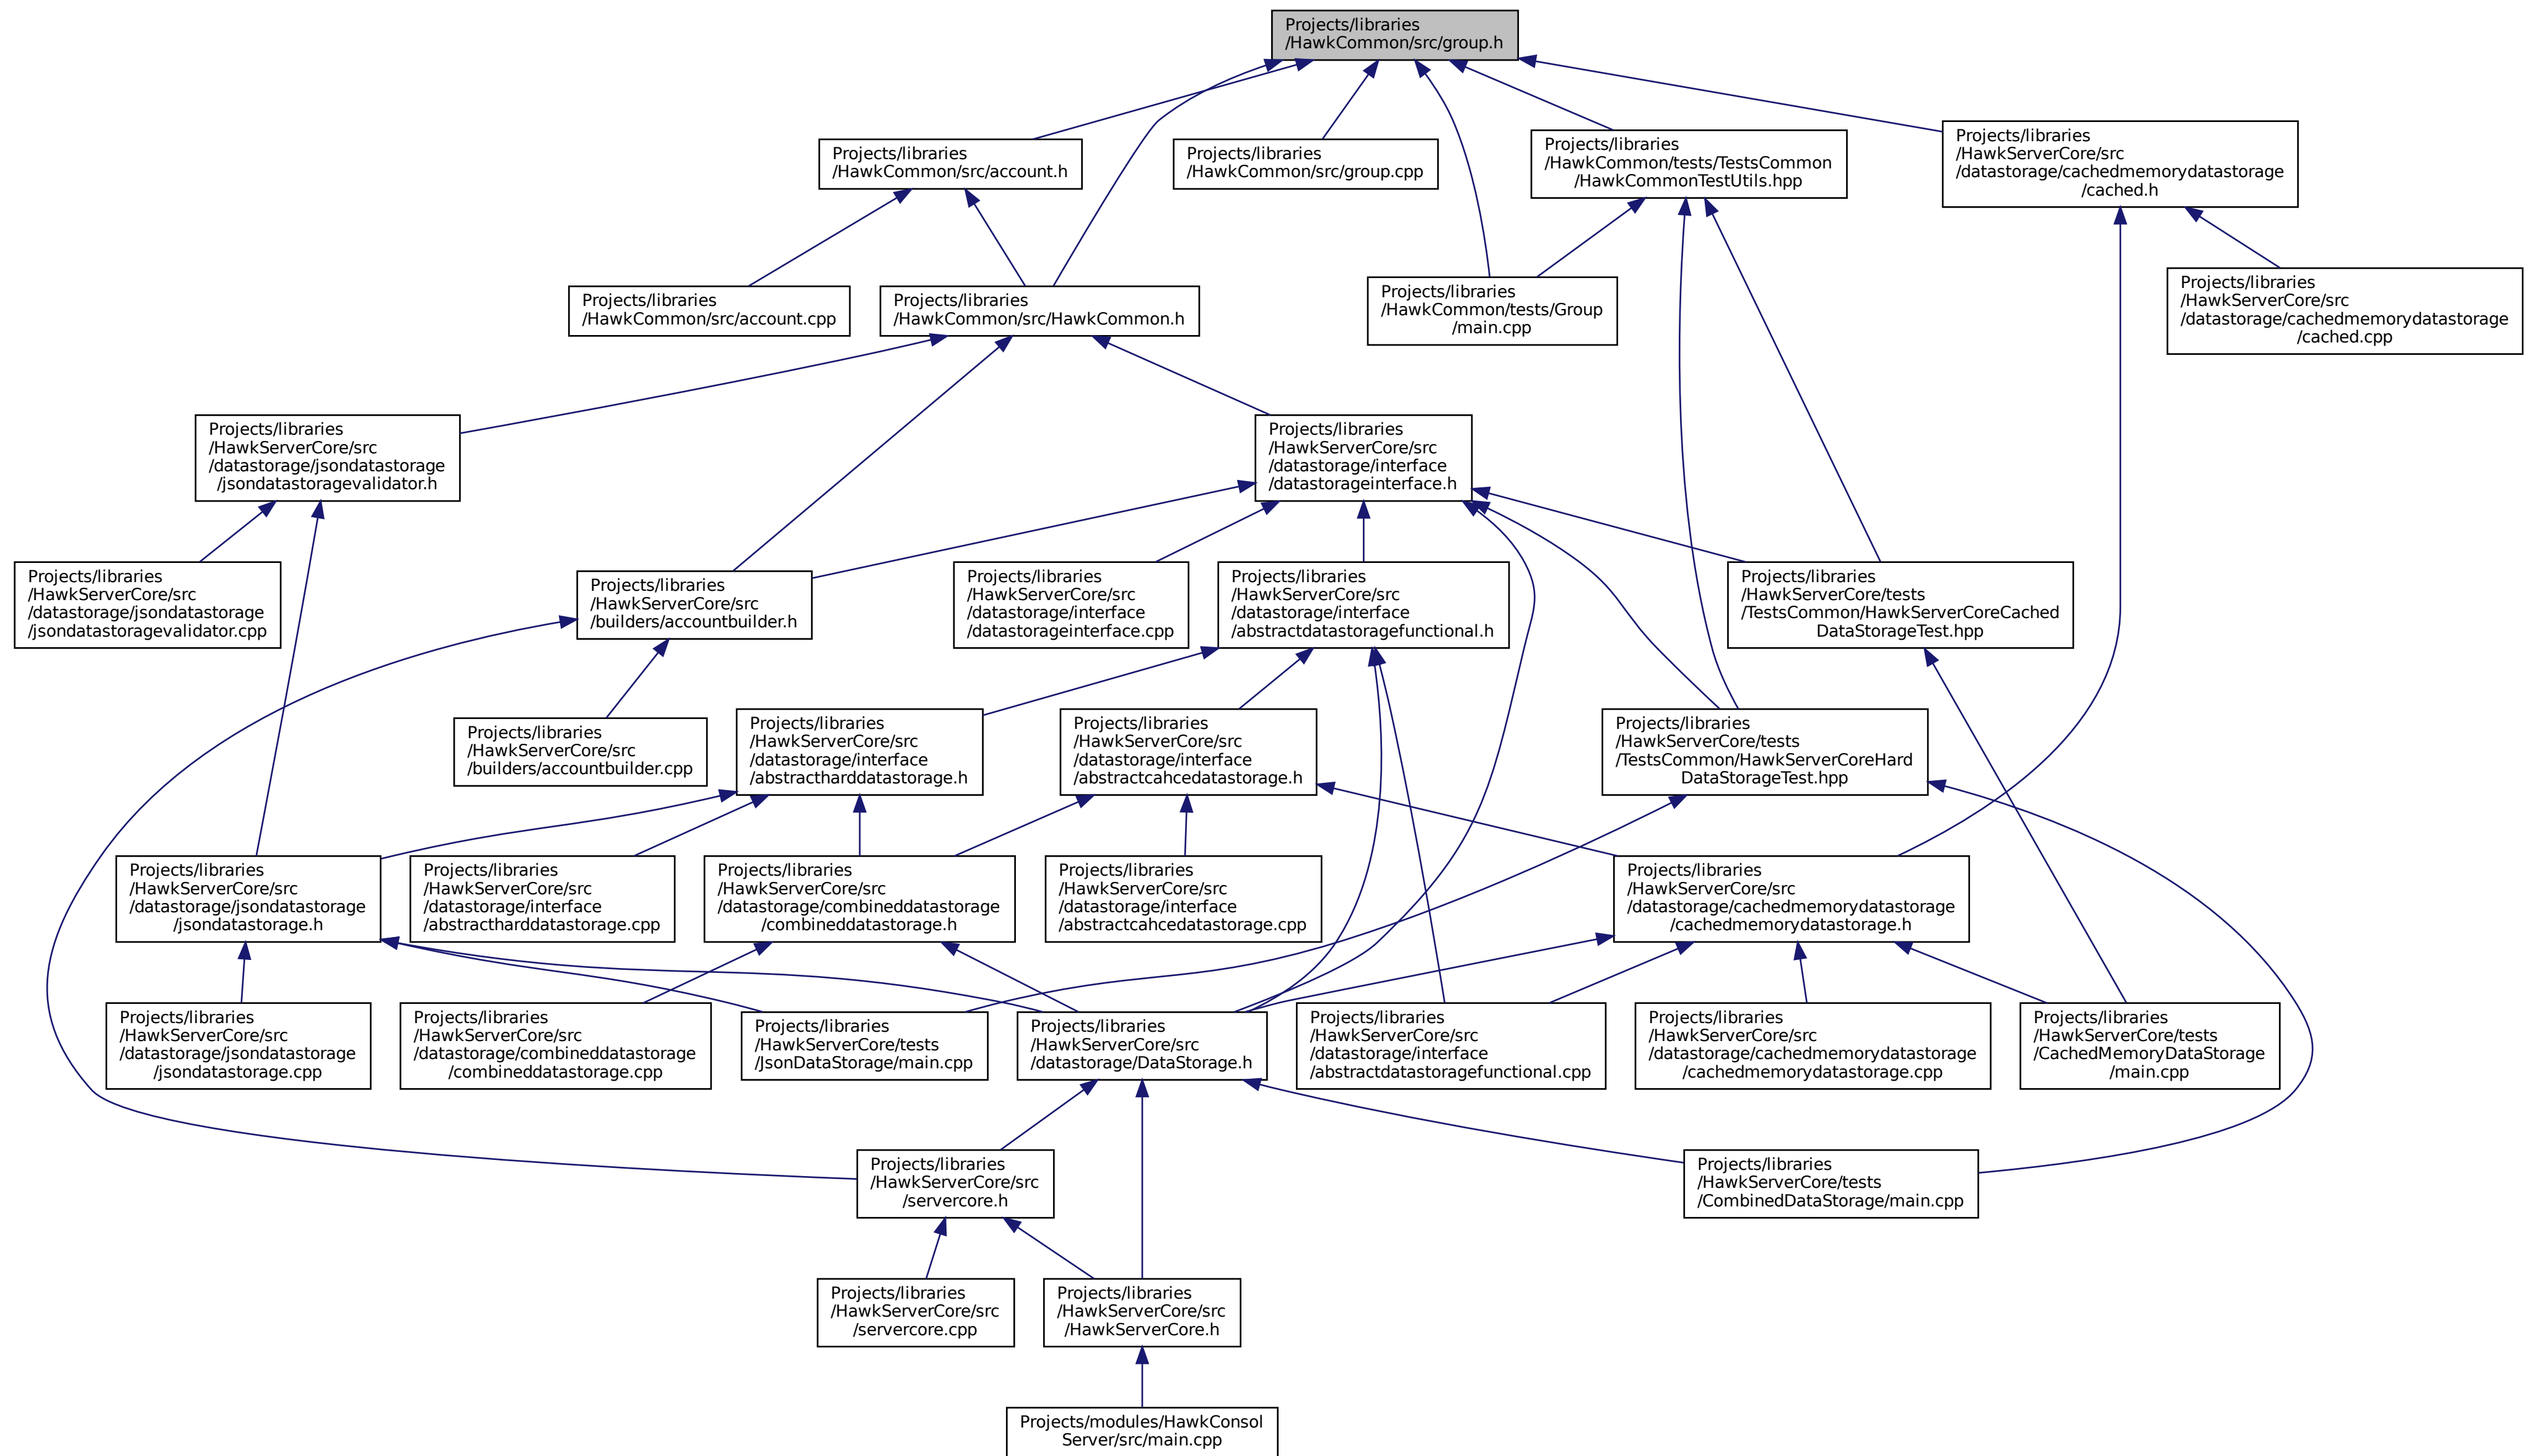 Projects/libraries
/HawkCommon/src/group.h
Projects/libraries
/HawkCommon/src/account.h
Projects/libraries
/HawkCommon/src/group.cpp
Projects/libraries
/HawkCommon/tests/TestsCommon
/HawkCommonTestUtils.hpp
Projects/libraries
/HawkServerCore/src
/datastorage/cachedmemorydatastorage
/cached.h
Projects/libraries
/HawkCommon/src/account.cpp
Projects/libraries
/HawkCommon/src/HawkCommon.h
Projects/libraries
/HawkCommon/tests/Group
/main.cpp
Projects/libraries
/HawkServerCore/src
/datastorage/cachedmemorydatastorage
/cached.cpp
Projects/libraries
/HawkServerCore/src
/datastorage/jsondatastorage
/jsondatastoragevalidator.h
Projects/libraries
/HawkServerCore/src
/datastorage/interface
/datastorageinterface.h
Projects/libraries
/HawkServerCore/src
/datastorage/jsondatastorage
/jsondatastoragevalidator.cpp
Projects/libraries
/HawkServerCore/src
/builders/accountbuilder.h
Projects/libraries
/HawkServerCore/src
/datastorage/interface
/datastorageinterface.cpp
Projects/libraries
/HawkServerCore/src
/datastorage/interface
/abstractdatastoragefunctional.h
Projects/libraries
/HawkServerCore/tests
/TestsCommon/HawkServerCoreCached
DataStorageTest.hpp
Projects/libraries
/HawkServerCore/src
/builders/accountbuilder.cpp
Projects/libraries
/HawkServerCore/src
/datastorage/interface
/abstractharddatastorage.h
Projects/libraries
/HawkServerCore/src
/datastorage/interface
/abstractcahcedatastorage.h
Projects/libraries
/HawkServerCore/tests
/TestsCommon/HawkServerCoreHard
DataStorageTest.hpp
Projects/libraries
/HawkServerCore/src
/datastorage/jsondatastorage
/jsondatastorage.h
Projects/libraries
/HawkServerCore/src
/datastorage/interface
/abstractharddatastorage.cpp
Projects/libraries
/HawkServerCore/src
/datastorage/combineddatastorage
/combineddatastorage.h
Projects/libraries
/HawkServerCore/src
/datastorage/interface
/abstractcahcedatastorage.cpp
Projects/libraries
/HawkServerCore/src
/datastorage/cachedmemorydatastorage
/cachedmemorydatastorage.h
Projects/libraries
/HawkServerCore/src
/datastorage/jsondatastorage
/jsondatastorage.cpp
Projects/libraries
/HawkServerCore/src
/datastorage/combineddatastorage
/combineddatastorage.cpp
Projects/libraries
/HawkServerCore/tests
/JsonDataStorage/main.cpp
Projects/libraries
/HawkServerCore/src
/datastorage/DataStorage.h
Projects/libraries
/HawkServerCore/src
/datastorage/interface
/abstractdatastoragefunctional.cpp
Projects/libraries
/HawkServerCore/src
/datastorage/cachedmemorydatastorage
/cachedmemorydatastorage.cpp
Projects/libraries
/HawkServerCore/tests
/CachedMemoryDataStorage
/main.cpp
Projects/libraries
/HawkServerCore/src
/servercore.h
Projects/libraries
/HawkServerCore/tests
/CombinedDataStorage/main.cpp
Projects/libraries
/HawkServerCore/src
/servercore.cpp
Projects/libraries
/HawkServerCore/src
/HawkServerCore.h
Projects/modules/HawkConsol
Server/src/main.cpp